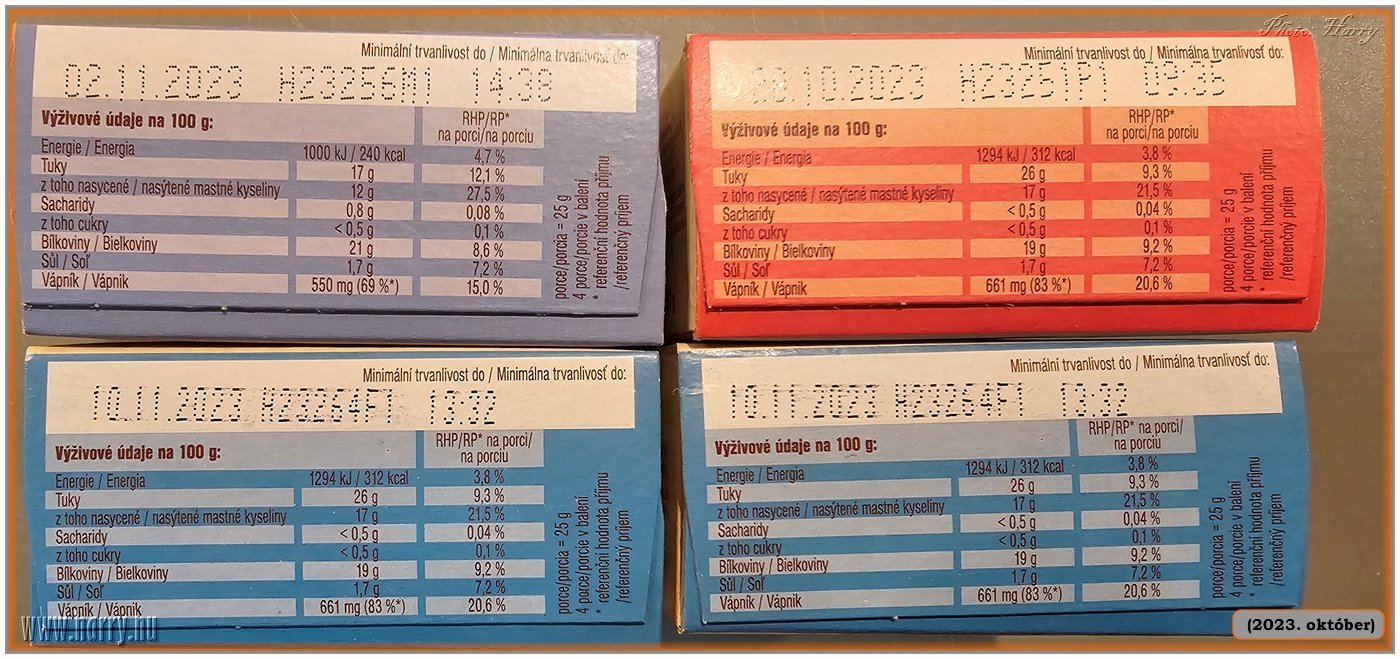 Photo: Harry
Minimální trvanlivost do / Minimálna trvanlivosť do:
02.11.2023 H23256M1 14:38
Výživové údaje na 100 g:
RHP/RP*
na porci/na porciu
Energie / Energia 1000 kJ / 240 kcal 4,7 %
Tuky 17 g 12,1 %
z toho nasycené / nasýtené mastné kyseliny 12 g 27,5 %
Sacharidy 0,8 g 0,08 %
z toho cukry < 0,5 g 0,1 %
Bílkoviny / Bielkoviny 21 g 8,6 %
Sůl / Soľ 1,7 g 7,2 %
Vápník / Vápnik 550 mg (69 %*) 15,0 %
porce/porcia = 25 g
4 porce/porcie v balení
* referenční hodnota příjmu
/referenčný príjem
Minimální trvanlivost do / Minimálna trvanlivosť do:
.10.2023 H23251P1 09:35
Výživové údaje na 100 g:
RHP/RP*
na porci/na porciu
Energie / Energia 1294 kJ / 312 kcal 3,8 %
Tuky 26 g 9,3 %
z toho nasycené / nasýtené mastné kyseliny 17 g 21,5 %
Sacharidy < 0,5 g 0,04 %
z toho cukry < 0,5 g 0,1 %
Bílkoviny / Bielkoviny 19 g 9,2 %
Sůl / Soľ 1,7 g 7,2 %
Vápník / Vápnik 661 mg (83 %*) 20,6 %
porce/porcia = 25 g
4 porce/porcie v balení
* referenční hodnota příjmu
/referenčný príjem
Minimální trvanlivost do / Minimálna trvanlivosť do:
10.11.2023 H23264F1 13:32
Výživové údaje na 100 g:
RHP/RP* na porci/
na porciu
Energie / Energia 1294 kJ / 312 kcal 3,8 %
Tuky 26 g 9,3 %
z toho nasycené / nasýtené mastné kyseliny 17 g 21,5 %
Sacharidy < 0,5 g 0,04 %
z toho cukry < 0,5 g 0,1 %
Bílkoviny / Bielkoviny 19 g 9,2 %
Sůl / Soľ 1,7 g 7,2 %
Vápník / Vápnik 661 mg (83 %*) 20,6 %
porce/porcia = 25 g
4 porce/porcie v balení
* referenční hodnota příjmu
/referenčný príjem
Minimální trvanlivost do / Minimálna trvanlivosť do:
10.11.2023 H23264F1 13:32
Výživové údaje na 100 g:
RHP/RP* na porci/
na porciu
Energie / Energia 1294 kJ / 312 kcal 3,8 %
Tuky 26 g 9,3 %
z toho nasycené / nasýtené mastné kyseliny 17 g 21,5 %
Sacharidy < 0,5 g 0,04 %
z toho cukry < 0,5 g 0,1 %
Bílkoviny / Bielkoviny 19 g 9,2 %
Sůl / Soľ 1,7 g 7,2 %
Vápník / Vápnik 661 mg (83 %*) 20,6 %
porce/porcia = 25 g
4 porce/porcie v balení
* referenční hodnota příjmu
/referenčný príjem
www.harry.hu
(2023. október)